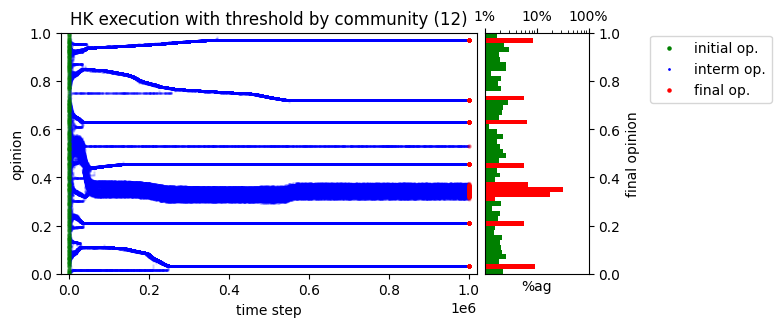 HK execution with threshold by community (12)
1% 10% 100%
initial op.
interm op.
final op.
1.0
0.8
0.6
0.4
0.2
0.0
opinion
1.0
0.8
0.6
0.4
0.2
0.0
final opinion
0.0 0.2 0.4 0.6 0.8 1.0
1e6
time step
%ag